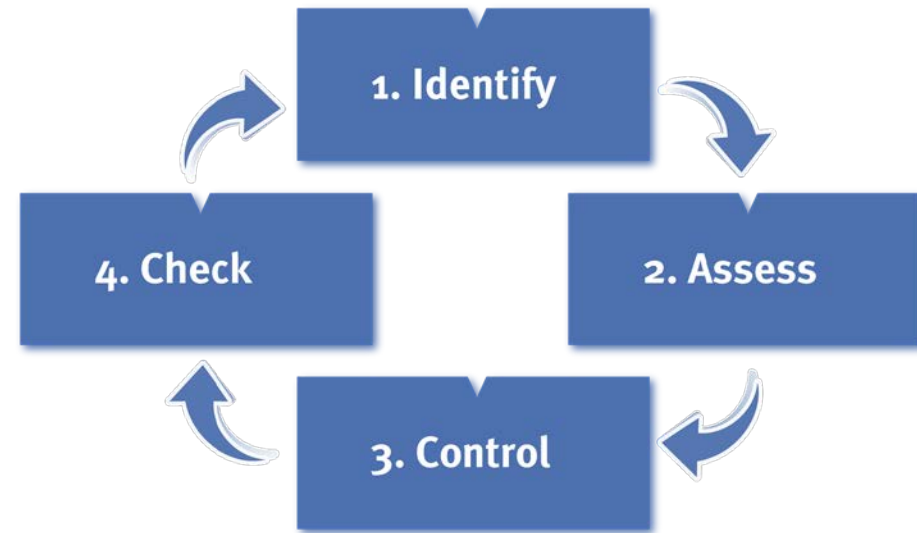 1. Identify
2. Assess
3. Control
4. Check